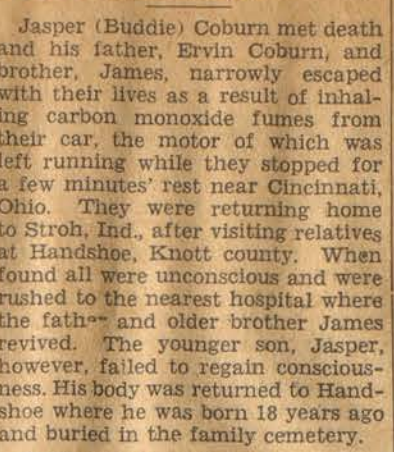 Jasper (Buddie) Coburn met death
and his father, Ervin Coburn, and
brother, James, narrowly escaped
with their lives as a result of inhal-
ing carbon monoxide fumes from
their car, the motor of which was
left running while they stopped for
a few minutes' rest near Cincinnati,
Ohio. They were returning home
to Stroh, Ind., after visiting relatives
at Handshoe, Knott county. When
found all were unconscious and were
rushed to the nearest hospital where
the father and older brother James
revived. The younger son, Jasper,
however, failed to regain conscious-
ness. His body was returned to Hand-
shoe where he was born 18 years ago
and buried in the family cemetery.